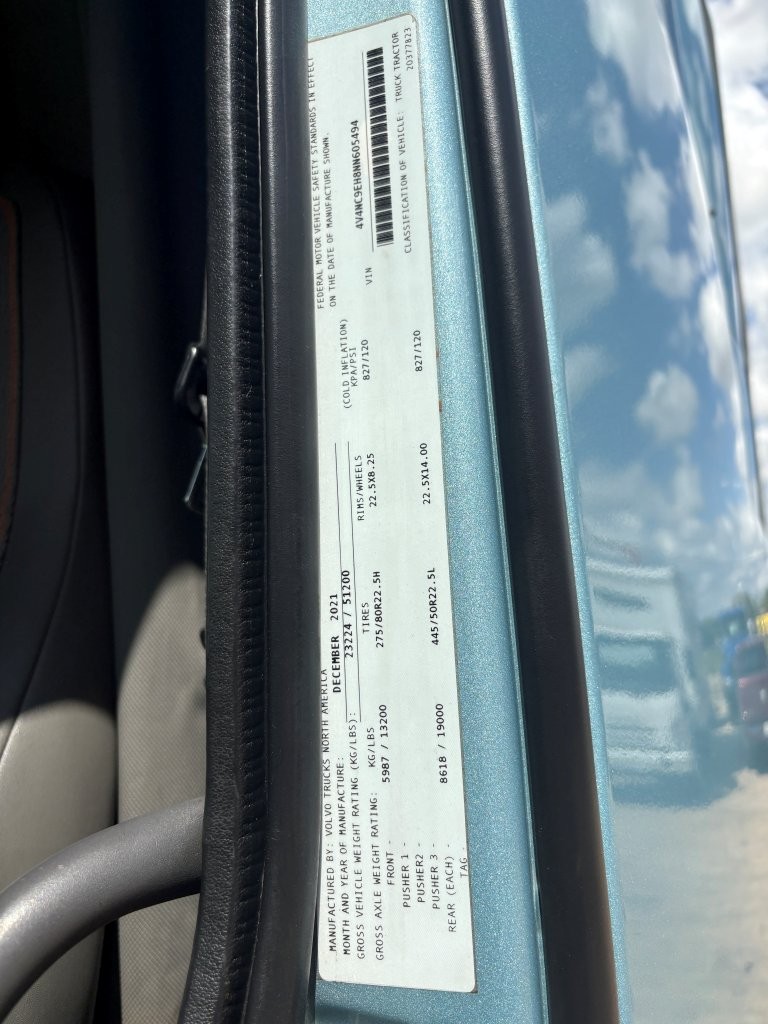 MANUFACTURED BY: VOLVO TRUCKS NORTH AMERICA
MONTH AND YEAR OF MANUFACTURE: DECEMBER 2021
GROSS VEHICLE WEIGHT RATING (KG/LBS): 23224 / 51200
GROSS AXLE WEIGHT RATING: KG/LBS TIRES RIMS/WHEELS (COLD INFLATION) KPA/PSI
FRONT - 5987 / 13200 275/80R22.5H 22.5X8.25 827/120
PUSHER 1 -
PUSHER2 -
PUSHER 3 -
REAR (EACH) - 8618 / 19000 445/50R22.5L 22.5X14.00 827/120
TAG -
FEDERAL MOTOR VEHICLE SAFETY STANDARDS IN EFFECT
ON THE DATE OF MANUFACTURE SHOWN.
VIN 4V4NC9EH8NN605494
CLASSIFICATION OF VEHICLE: TRUCK TRACTOR
20377823